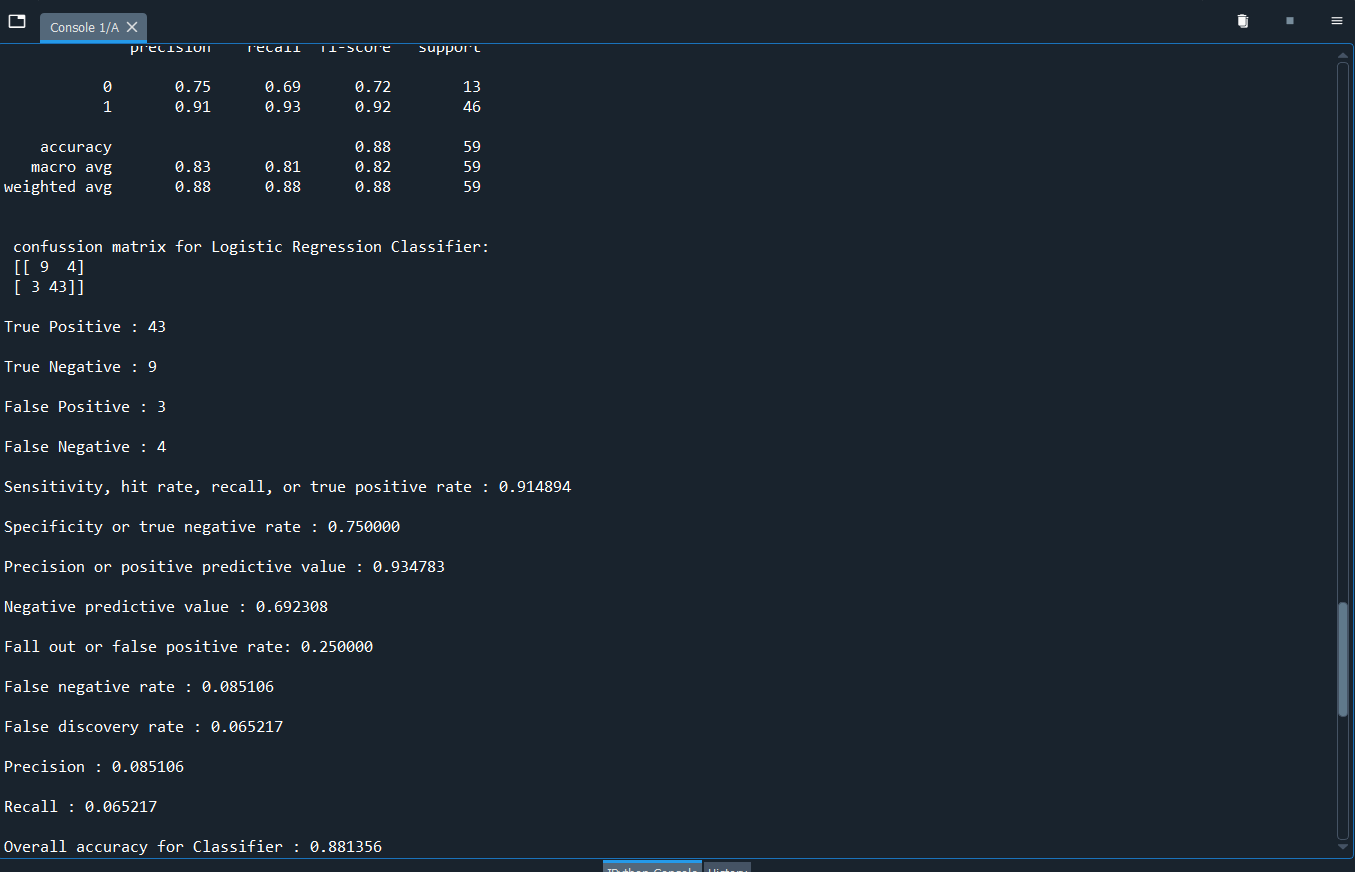 Console 1/A
precision recall f1-score support
0 0.75 0.69 0.72 13
1 0.91 0.93 0.92 46
accuracy 0.88 59
macro avg 0.83 0.81 0.82 59
weighted avg 0.88 0.88 0.88 59
confussion matrix for Logistic Regression Classifier:
[[ 9 4]
[ 3 43]]
True Positive : 43
True Negative : 9
False Positive : 3
False Negative : 4
Sensitivity, hit rate, recall, or true positive rate : 0.914894
Specificity or true negative rate : 0.750000
Precision or positive predictive value : 0.934783
Negative predictive value : 0.692308
Fall out or false positive rate: 0.250000
False negative rate : 0.085106
False discovery rate : 0.065217
Precision : 0.085106
Recall : 0.065217
Overall accuracy for Classifier : 0.881356
IPython Console History